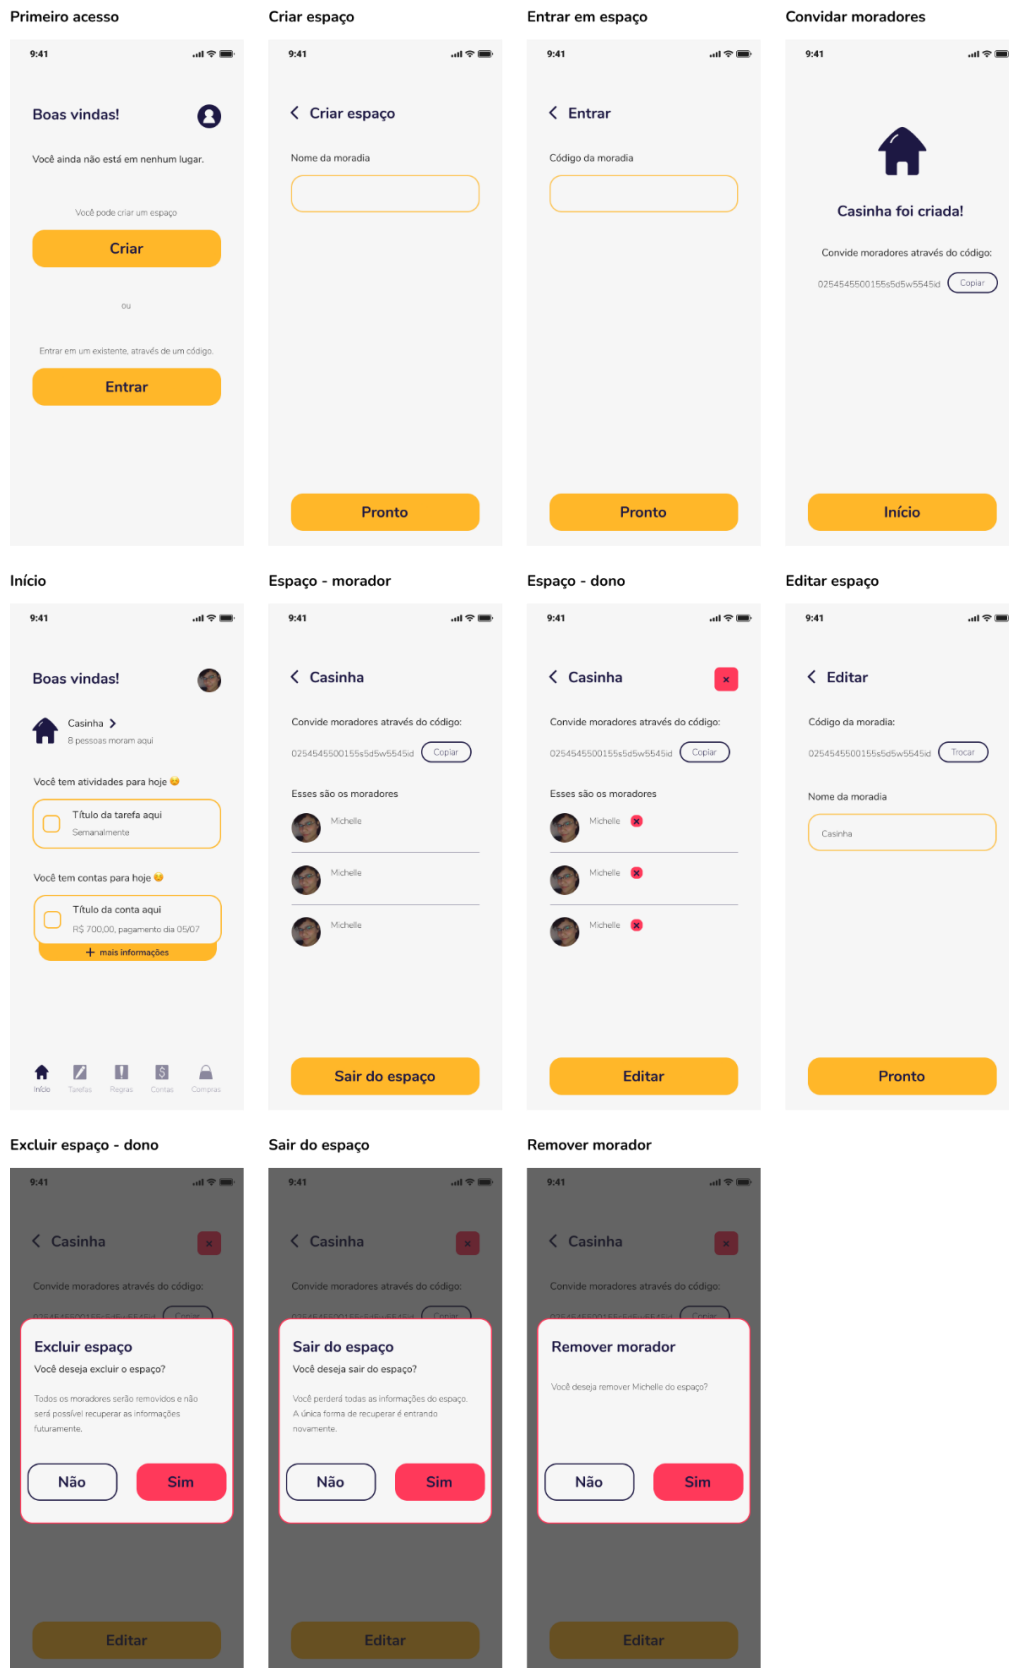 Primeiro acesso
9:41
Boas vindas!
Você ainda não está em nenhum lugar.
Você pode criar um espaço
Criar
ou
Entrar em um existente, através de um código.
Entrar
Criar espaço
9:41
Criar espaço
Nome da moradia
Pronto
Entrar em espaço
9:41
Entrar
Código da moradia
Pronto
Convidar moradores
9:41
Casinha foi criada!
Convide moradores através do código:
0254545500155s5d5w5545id
Copiar
Início
Início
9:41
Boas vindas!
Casinha
8 pessoas moram aqui
Você tem atividades para hoje 😊
Título da tarefa aqui
Semanalmente
Você tem contas para hoje 😊
Título da conta aqui
R$ 700,00, pagamento dia 05/07
+ mais informações
Início
Tarefas
Regras
Contas
Compras
Espaço - morador
9:41
Casinha
Convide moradores através do código:
0254545500155s5d5w5545id
Copiar
Esses são os moradores
Michelle
Michelle
Michelle
Sair do espaço
Espaço - dono
9:41
Casinha
Convide moradores através do código:
0254545500155s5d5w5545id
Copiar
Esses são os moradores
Michelle
Michelle
Michelle
Editar
Editar espaço
9:41
Editar
Código da moradia:
0254545500155s5d5w5545id
Trocar
Nome da moradia
Casinha
Pronto
Excluir espaço - dono
9:41
Casinha
Convide moradores através do código:
0254545500155s5d5w5545id
Copiar
Excluir espaço
Você deseja excluir o espaço?
Todos os moradores serão removidos e não
será possível recuperar as informações
futuramente.
Não
Sim
Editar
Sair do espaço
9:41
Casinha
Convide moradores através do código:
0254545500155s5d5w5545id
Copiar
Sair do espaço
Você deseja sair do espaço?
Você perderá todas as informações do espaço.
A única forma de recuperar é entrando
novamente.
Não
Sim
Editar
Remover morador
9:41
Casinha
Convide moradores através do código:
0254545500155s5d5w5545id
Copiar
Remover morador
Você deseja remover Michelle do espaço?
Não
Sim
Editar